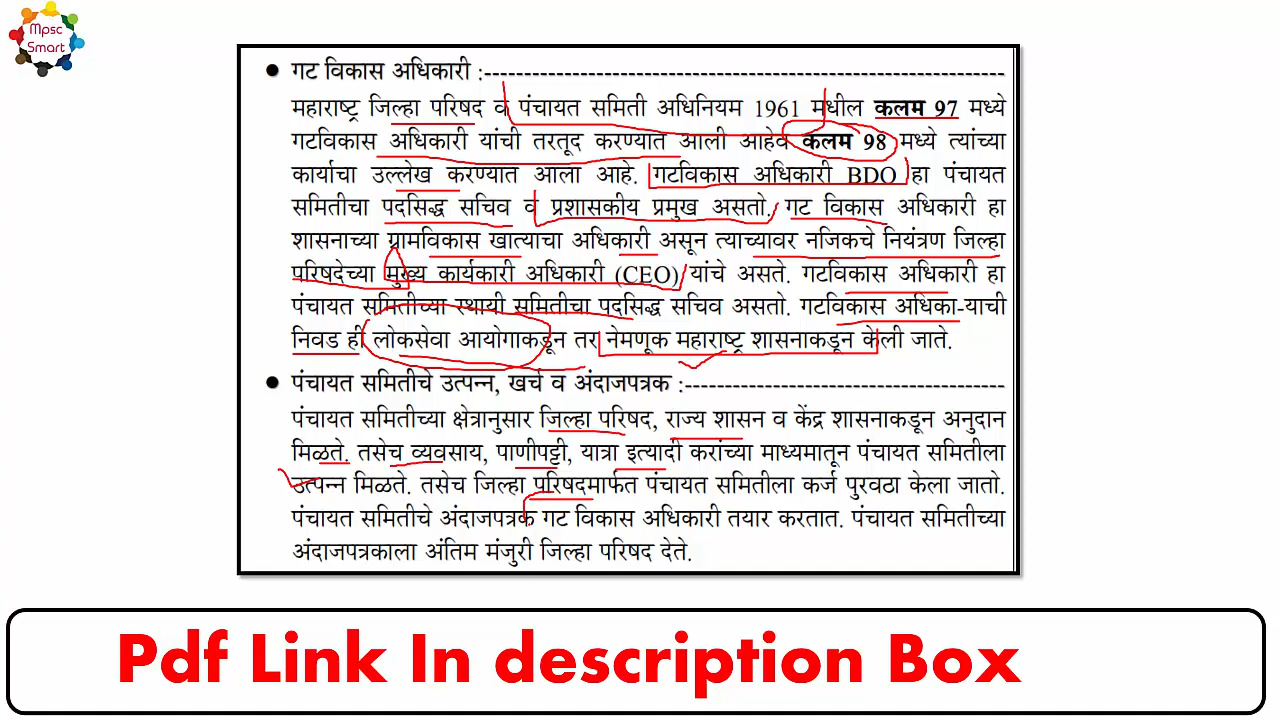 Mpsc
Smart
● गट विकास अधिकारी :------------------------------------------------------------------
महाराष्ट्र जिल्हा परिषद व पंचायत समिती अधिनियम 1961 मधील कलम 97 मध्ये
गटविकास अधिकारी यांची तरतूद करण्यात आली आहेव कलम 98 मध्ये त्यांच्या
कार्याचा उल्लेख करण्यात आला आहे. गटविकास अधिकारी BDO हा पंचायत
समितीचा पदसिद्ध सचिव व प्रशासकीय प्रमुख असतो. गट विकास अधिकारी हा
शासनाच्या ग्रामविकास खात्याचा अधिकारी असून त्याच्यावर नजिकचे नियंत्रण जिल्हा
परिषदेच्या मुख्य कार्यकारी अधिकारी (CEO) यांचे असते. गटविकास अधिकारी हा
पंचायत समितीच्या स्थायी समितीचा पदसिद्ध सचिव असतो. गटविकास अधिका-याची
निवड ही लोकसेवा आयोगाकडून तर नेमणूक महाराष्ट्र शासनाकडून केली जाते.
● पंचायत समितीचे उत्पन्न, खर्च व अंदाजपत्रक :----------------------------------------
पंचायत समितीच्या क्षेत्रानुसार जिल्हा परिषद, राज्य शासन व केंद्र शासनाकडून अनुदान
मिळते. तसेच व्यवसाय, पाणीपट्टी, यात्रा इत्यादी करांच्या माध्यमातून पंचायत समितीला
उत्पन्न मिळते. तसेच जिल्हा परिषदमार्फत पंचायत समितीला कर्ज पुरवठा केला जातो.
पंचायत समितीचे अंदाजपत्रक गट विकास अधिकारी तयार करतात. पंचायत समितीच्या
अंदाजपत्रकाला अंतिम मंजुरी जिल्हा परिषद देते.
Pdf Link In description Box